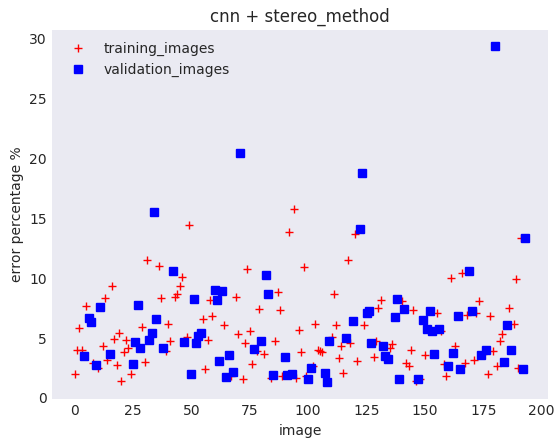 cnn + stereo_method
training_images
validation_images
30
25
20
15
10
5
0
error percentage %
0 25 50 75 100 125 150 175 200
image